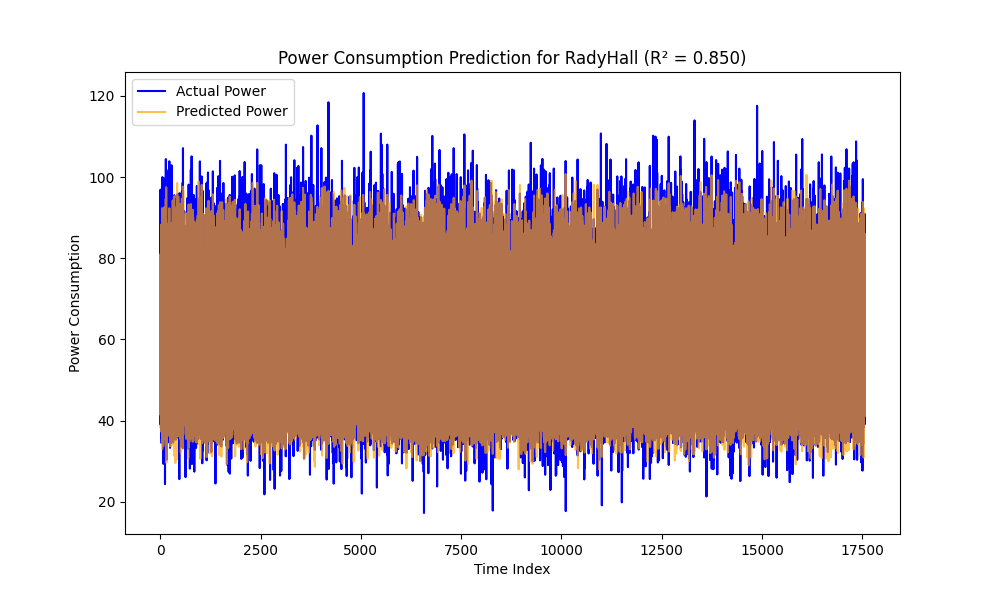 Power Consumption Prediction for RadyHall (R² = 0.850)
Actual Power
Predicted Power
120
100
80
60
40
20
Power Consumption
0
2500
5000
7500
10000
12500
15000
17500
Time Index